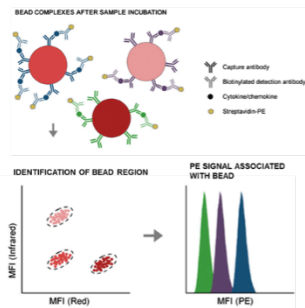 BEAD COMPLEXES AFTER SAMPLE INCUBATION
Capture antibody
Biotinylated detection antibody
Cytokine/chemokine
Streptavidin-PE
IDENTIFICATION OF BEAD REGION
PE SIGNAL ASSOCIATED
WITH BEAD
MFI (Infrared)
MFI (Red)
MFI (PE)